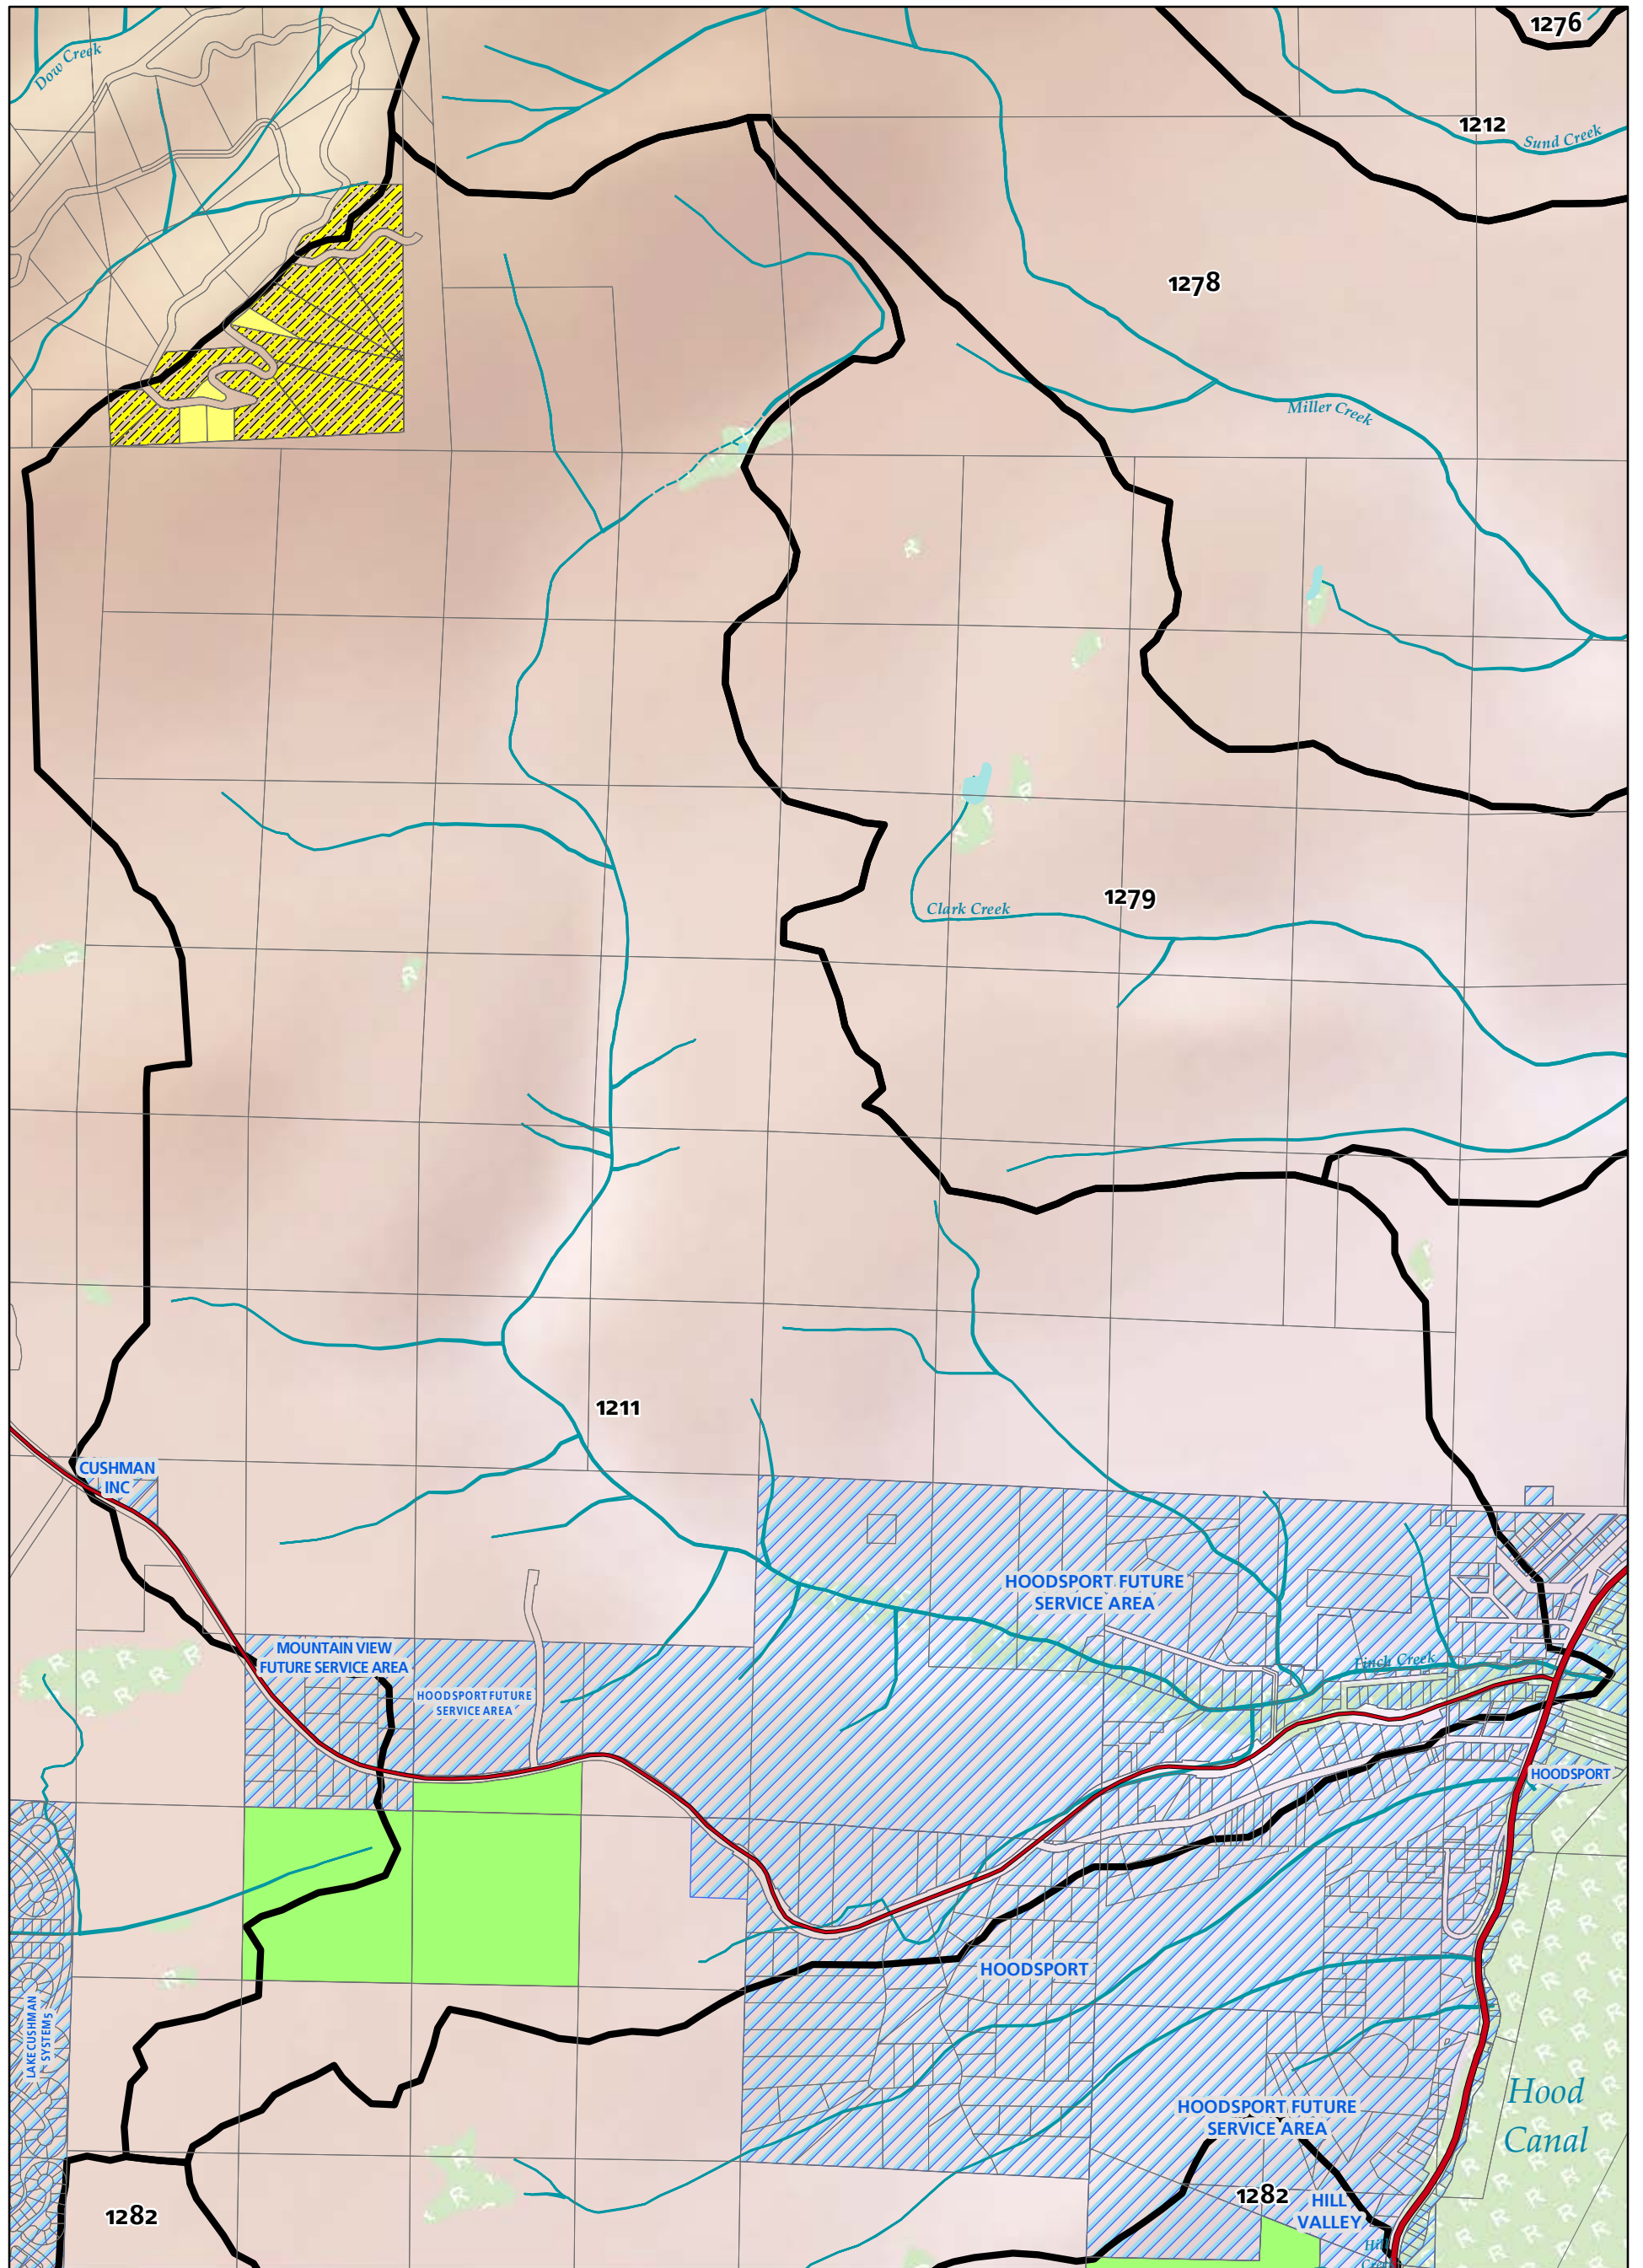 1276
Dow Creek
1212
Sund Creek
1278
Miller Creek
Clark Creek
1279
1211
CUSHMAN
INC
HOODSPORT FUTURE
SERVICE AREA
MOUNTAIN VIEW
FUTURE SERVICE AREA
Finch Creek
HOODSPORT FUTURE
SERVICE AREA
HOODSPORT
HOODSPORT
LAKE CUSHMAN
SYSTEMS
Hood
Canal
HOODSPORT FUTURE
SERVICE AREA
1282
1282
HILL
VALLEY